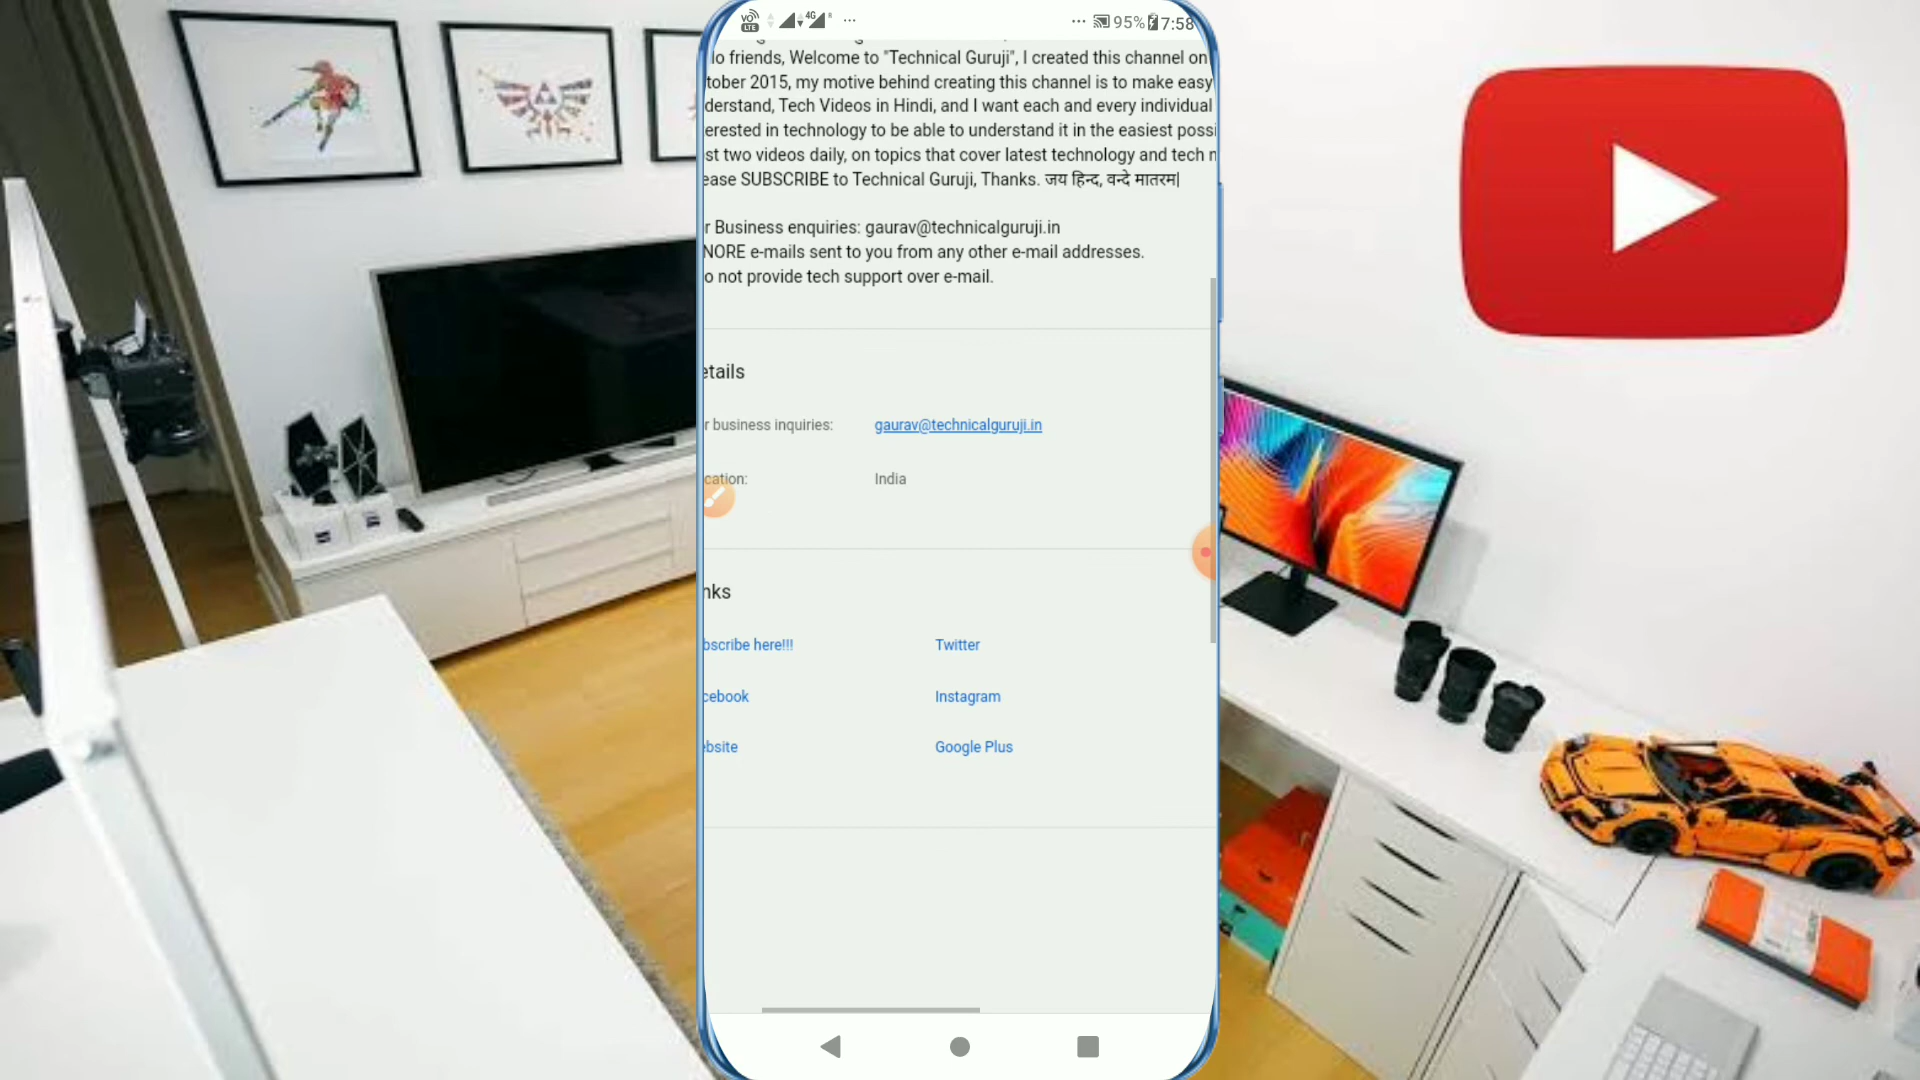 VO LTE 4G R ... ... 95% 7:58
lo friends, Welcome to "Technical Guruji", I created this channel on
tober 2015, my motive behind creating this channel is to make easy
derstand, Tech Videos in Hindi, and I want each and every individual
erested in technology to be able to understand it in the easiest possi
st two videos daily, on topics that cover latest technology and tech n
ease SUBSCRIBE to Technical Guruji, Thanks. जय हिन्द, वन्दे मातरम|
r Business enquiries: gaurav@technicalguruji.in
NORE e-mails sent to you from any other e-mail addresses.
o not provide tech support over e-mail.
etails
r business inquiries: gaurav@technicalguruji.in
cation: India
nks
bscribe here!!! Twitter
cebook Instagram
ebsite Google Plus